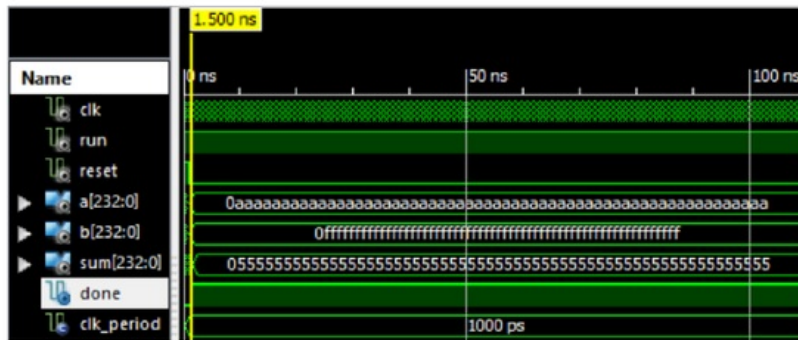 1.500 ns
Name
0 ns
50 ns
100 ns
clk
run
reset
a[232:0]
0aaaaaaaaaaaaaaaaaaaaaaaaaaaaaaaaaaaaaaaaaaaaaaaaaaaaaaaaaa
b[232:0]
0ffffffffffffffffffffffffffffffffffffffffffffffffffffffffff
sum[232:0]
05555555555555555555555555555555555555555555555555555555555
done
clk_period
1000 ps